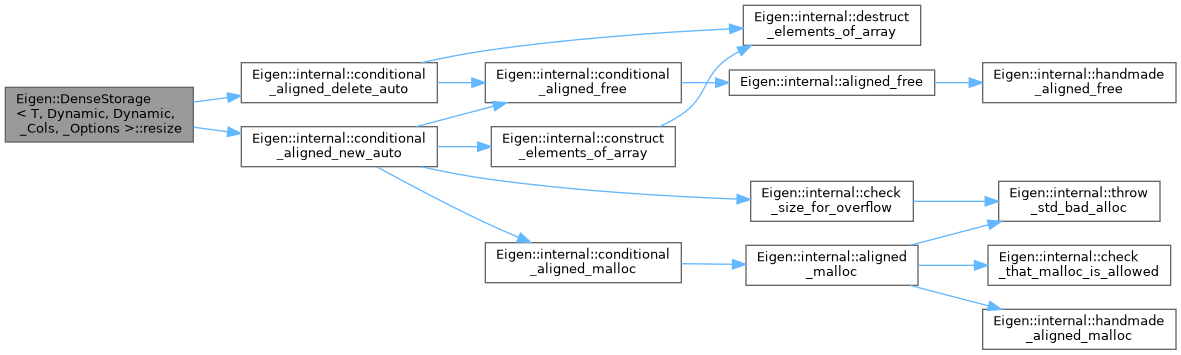 Eigen::DenseStorage
< T, Dynamic, Dynamic,
_Cols, _Options >::resize
Eigen::internal::conditional
_aligned_delete_auto
Eigen::internal::conditional
_aligned_new_auto
Eigen::internal::conditional
_aligned_free
Eigen::internal::construct
_elements_of_array
Eigen::internal::conditional
_aligned_malloc
Eigen::internal::destruct
_elements_of_array
Eigen::internal::aligned_free
Eigen::internal::check
_size_for_overflow
Eigen::internal::aligned
_malloc
Eigen::internal::handmade
_aligned_free
Eigen::internal::throw
_std_bad_alloc
Eigen::internal::check
_that_malloc_is_allowed
Eigen::internal::handmade
_aligned_malloc